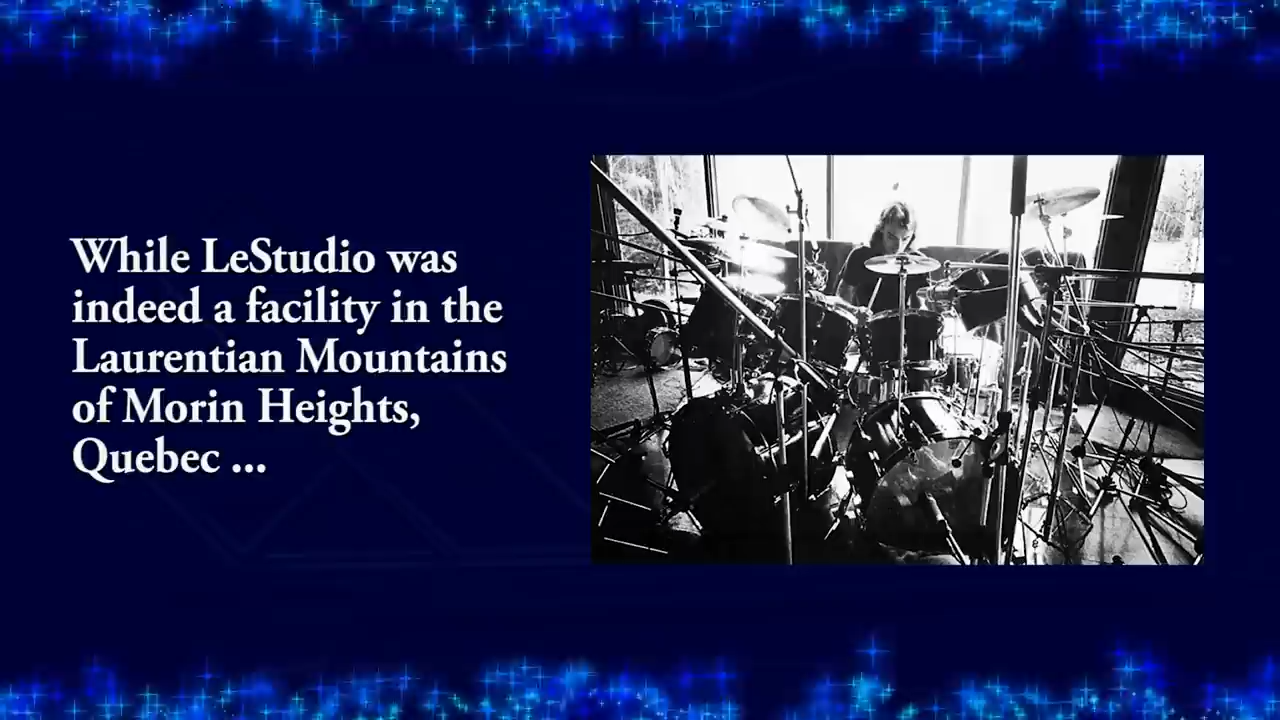 While LeStudio was
indeed a facility in the
Laurentian Mountains
of Morin Heights,
Quebec ...